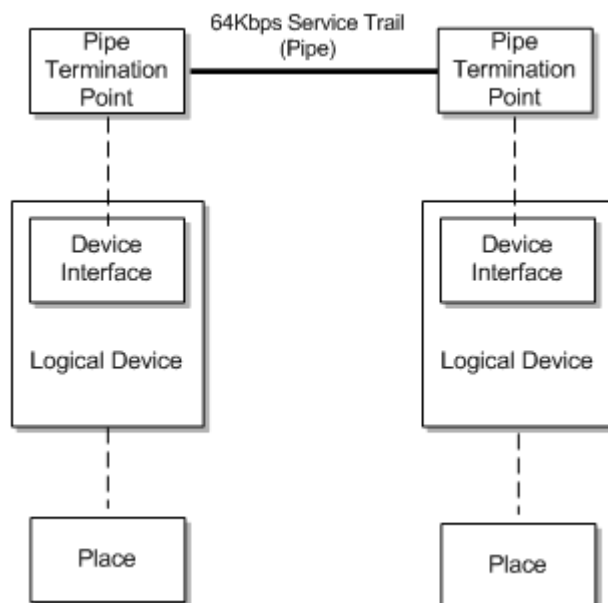 64Kbps Service Trail
(Pipe)
Pipe
Termination
Point
Pipe
Termination
Point
Device
Interface
Logical Device
Device
Interface
Logical Device
Place
Place